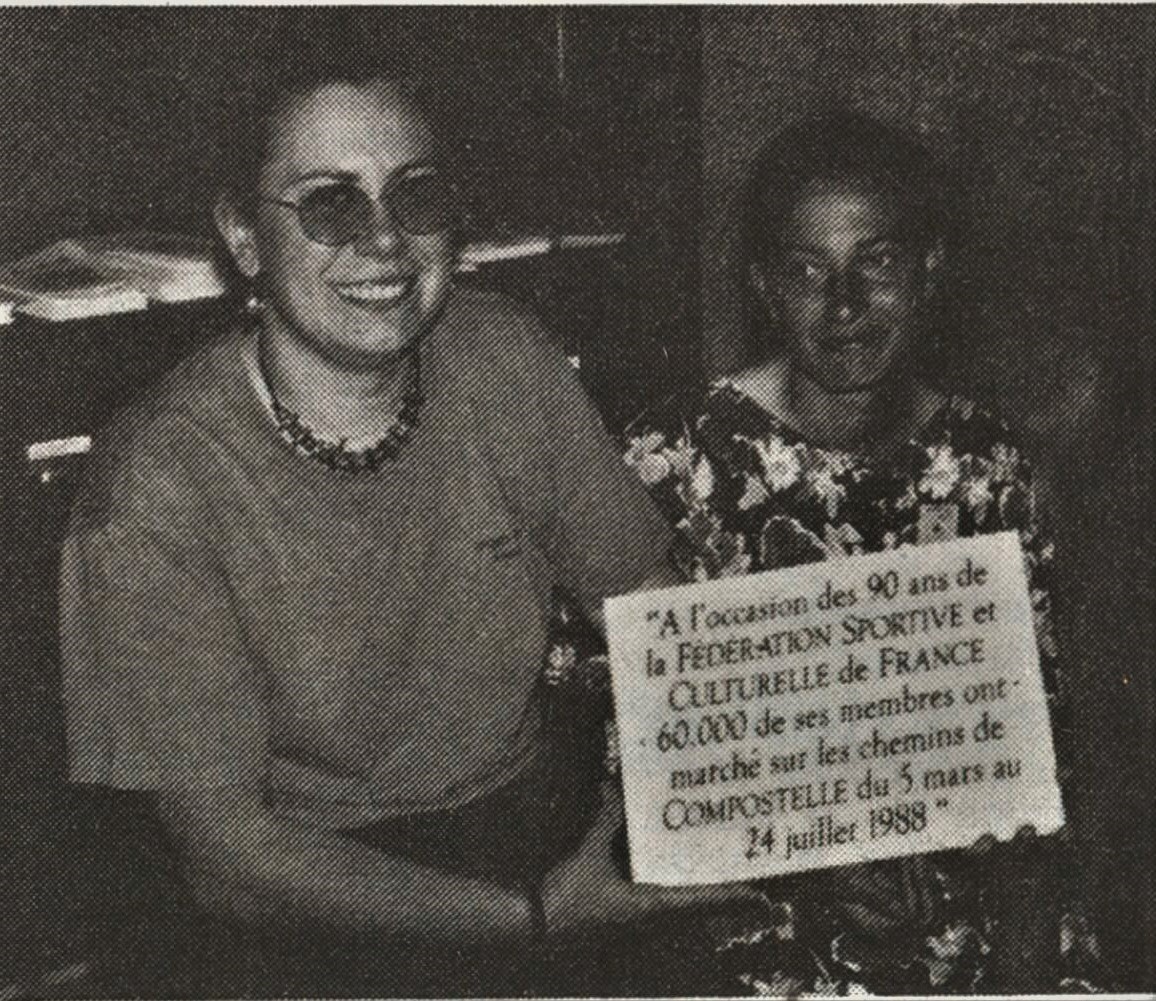 "A l'occasion des 90 ans de
la FÉDÉRATION SPORTIVE et
CULTURELLE de FRANCE
60.000 de ses membres ont
marché sur les chemins de
COMPOSTELLE du 5 mars au
24 juillet 1988"